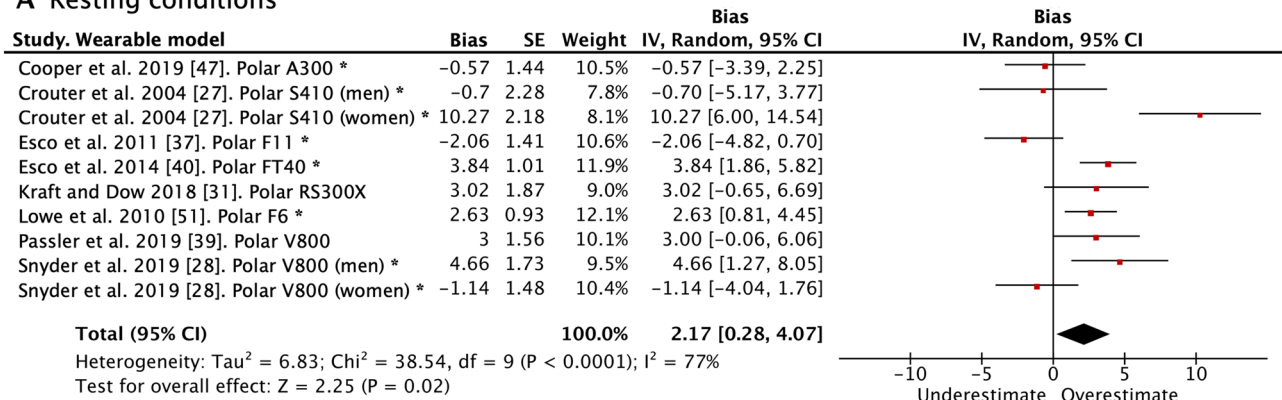 A Resting conditions
Bias Bias
Study. Wearable model Bias SE Weight IV, Random, 95% CI IV, Random, 95% CI
Cooper et al. 2019 [47]. Polar A300 * −0.57 1.44 10.5% −0.57 [−3.39, 2.25]
Crouter et al. 2004 [27]. Polar S410 (men) * −0.7 2.28 7.8% −0.70 [−5.17, 3.77]
Crouter et al. 2004 [27]. Polar S410 (women) * 10.27 2.18 8.1% 10.27 [6.00, 14.54]
Esco et al. 2011 [37]. Polar F11 * −2.06 1.41 10.6% −2.06 [−4.82, 0.70]
Esco et al. 2014 [40]. Polar FT40 * 3.84 1.01 11.9% 3.84 [1.86, 5.82]
Kraft and Dow 2018 [31]. Polar RS300X 3.02 1.87 9.0% 3.02 [−0.65, 6.69]
Lowe et al. 2010 [51]. Polar F6 * 2.63 0.93 12.1% 2.63 [0.81, 4.45]
Passler et al. 2019 [39]. Polar V800 3 1.56 10.1% 3.00 [−0.06, 6.06]
Snyder et al. 2019 [28]. Polar V800 (men) * 4.66 1.73 9.5% 4.66 [1.27, 8.05]
Snyder et al. 2019 [28]. Polar V800 (women) * −1.14 1.48 10.4% −1.14 [−4.04, 1.76]
Total (95% CI) 100.0% 2.17 [0.28, 4.07]
Heterogeneity: Tau² = 6.83; Chi² = 38.54, df = 9 (P < 0.0001); I² = 77%
Test for overall effect: Z = 2.25 (P = 0.02)
−10 −5 0 5 10
Underestimate Overestimate